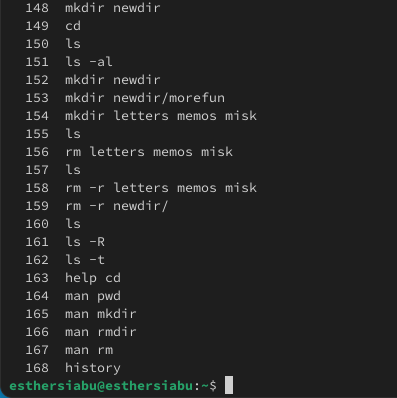 148 mkdir newdir
149 cd
150 ls
151 ls -al
152 mkdir newdir
153 mkdir newdir/morefun
154 mkdir letters memos misk
155 ls
156 rm letters memos misk
157 ls
158 rm -r letters memos misk
159 rm -r newdir/
160 ls
161 ls -R
162 ls -t
163 help cd
164 man pwd
165 man mkdir
166 man rmdir
167 man rm
168 history
esthersiabu@esthersiabu:~$